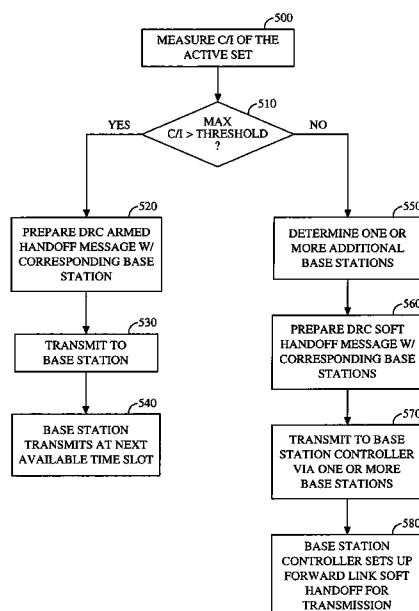 500
MEASURE C/I OF THE
ACTIVE SET
510
MAX
C/I > THRESHOLD
?
YES
NO
520
PREPARE DRC ARMED
HANDOFF MESSAGE W/
CORRESPONDING BASE
STATION
530
TRANSMIT TO
BASE STATION
540
BASE STATION
TRANSMITS AT NEXT
AVAILABLE TIME SLOT
550
DETERMINE ONE OR
MORE ADDITIONAL
BASE STATIONS
560
PREPARE DRC SOFT
HANDOFF MESSAGE W/
CORRESPONDING BASE
STATIONS
570
TRANSMIT TO BASE
STATION CONTROLLER
VIA ONE OR MORE
BASE STATIONS
580
BASE STATION
CONTROLLER SETS UP
FORWARD LINK SOFT
HANDOFF FOR
TRANSMISSION